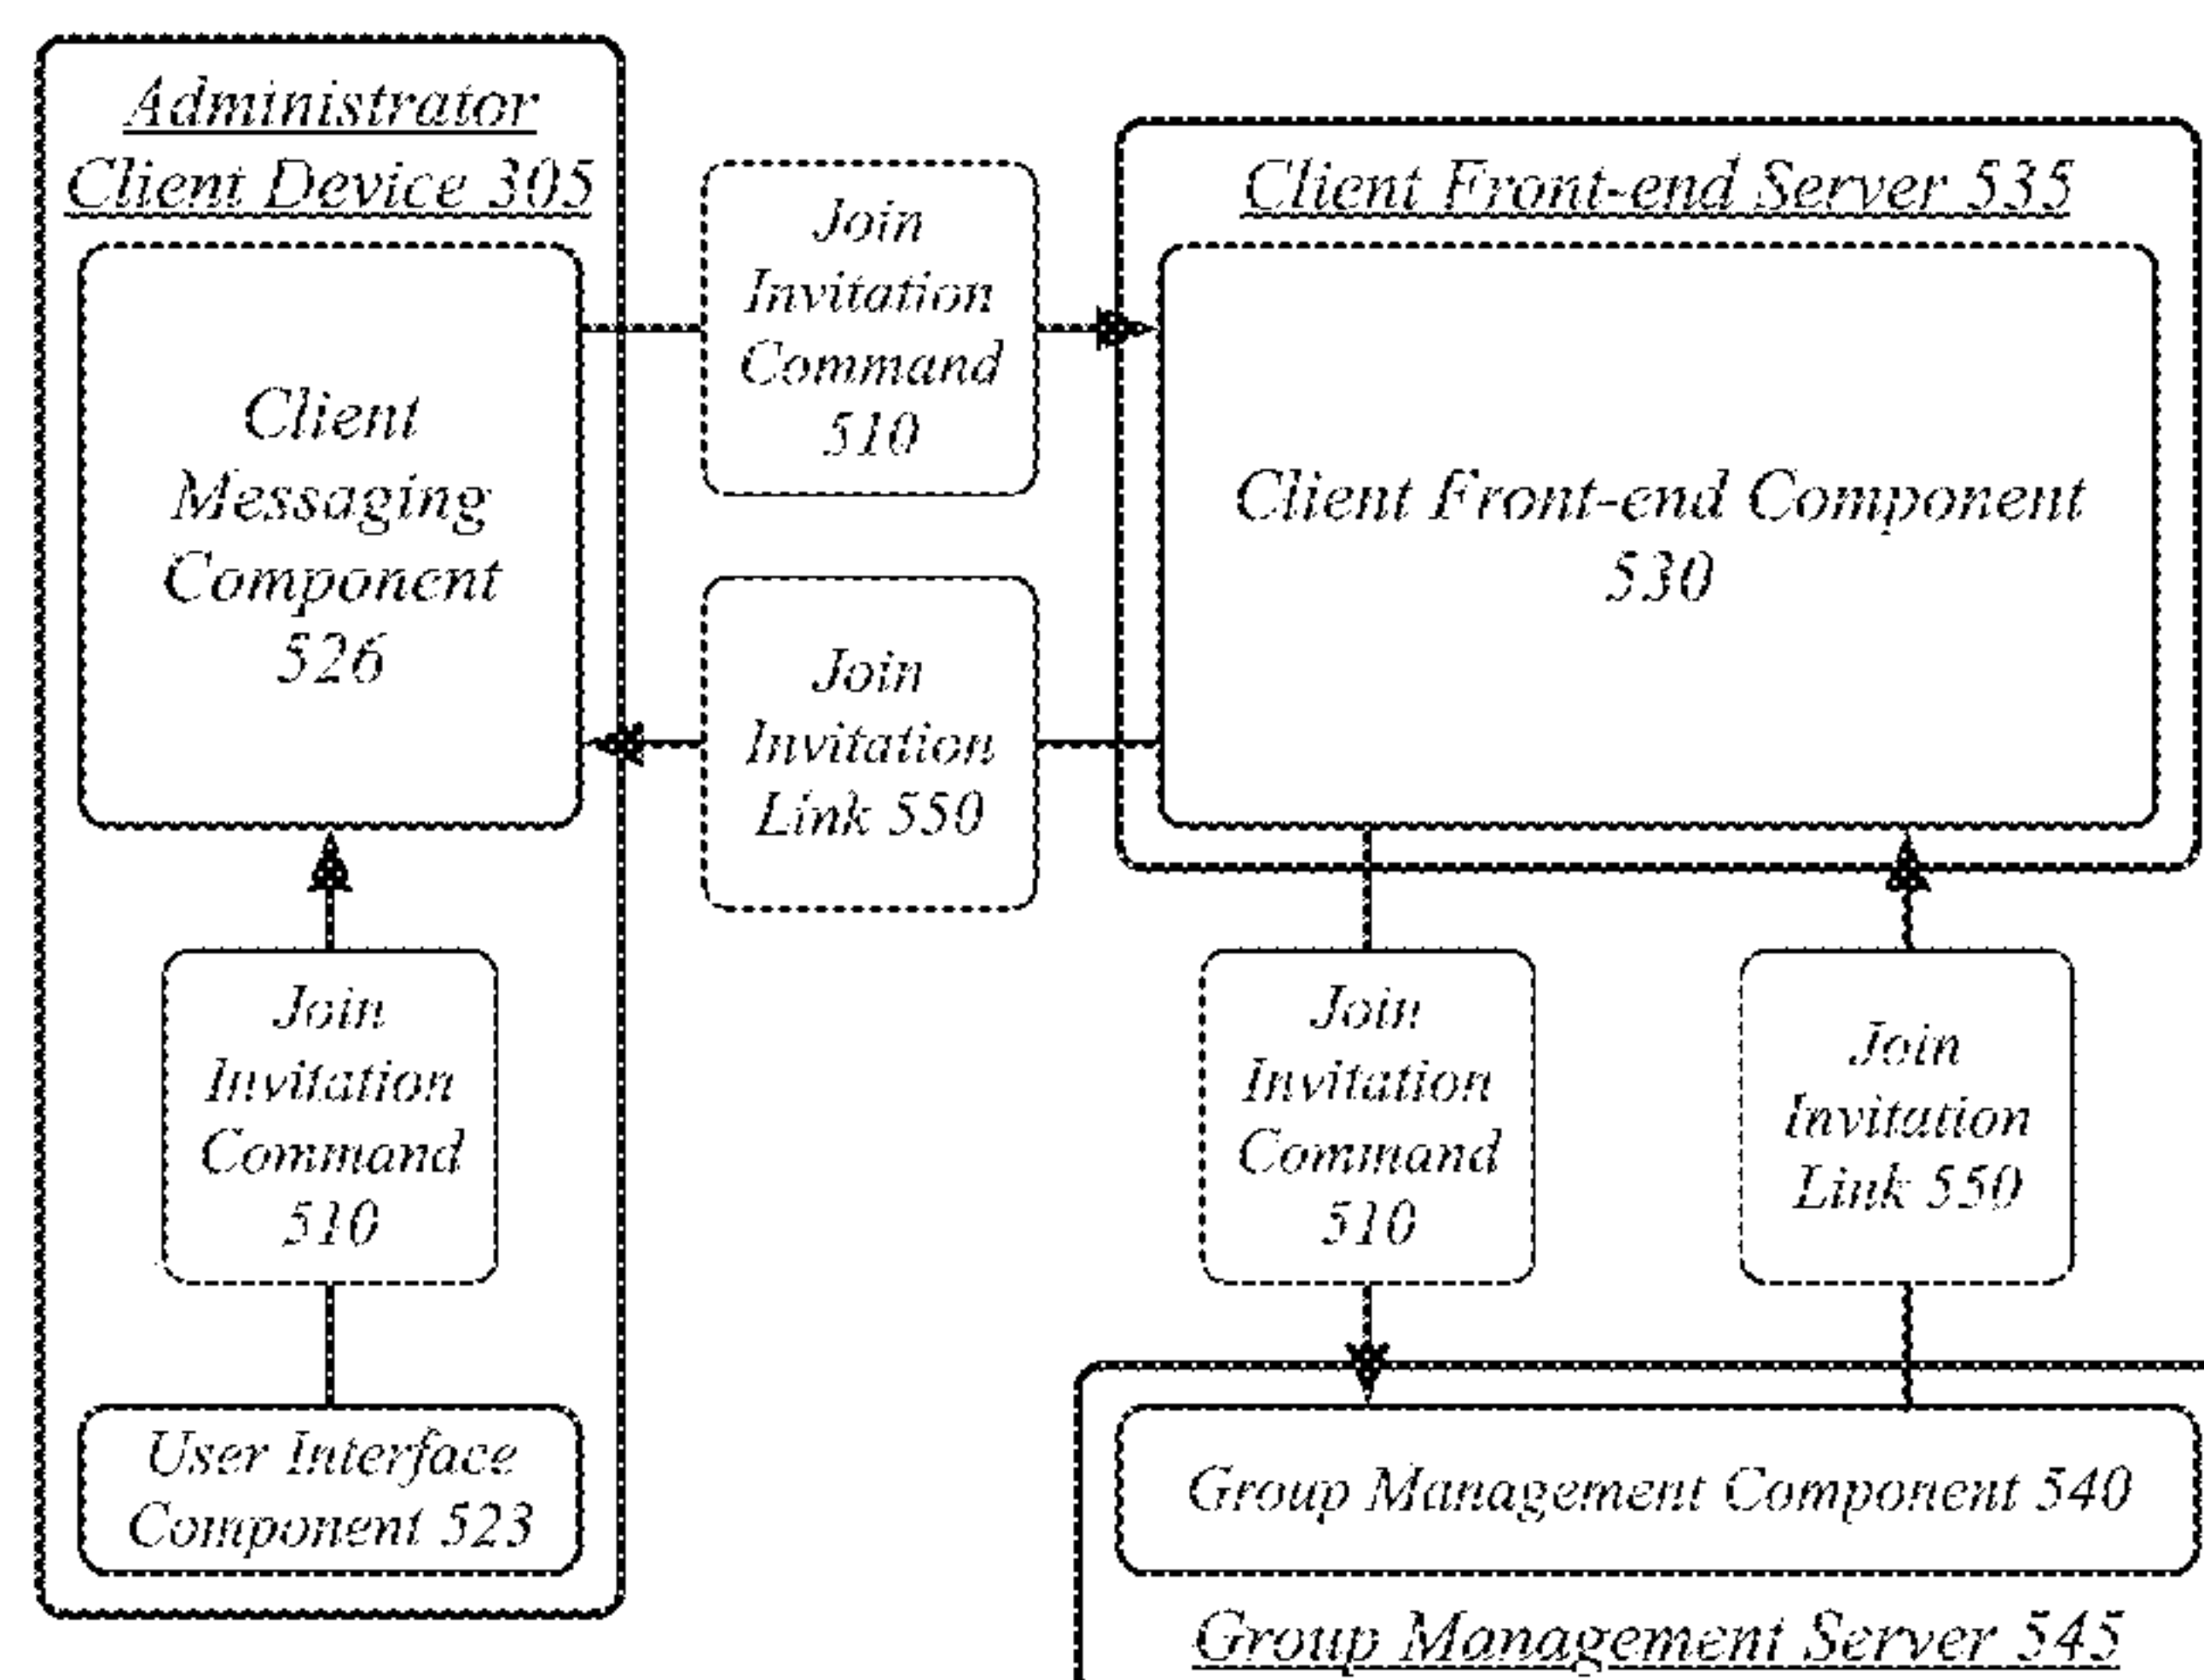 Administrator
Client Device 305
Client
Messaging
Component
526
Join
Invitation
Command
510
User Interface
Component 523
Join
Invitation
Command
510
Join
Invitation
Link 550
Client Front-end Server 535
Client Front-end Component
530
Join
Invitation
Command
510
Join
Invitation
Link 550
Group Management Component 540
Group Management Server 545